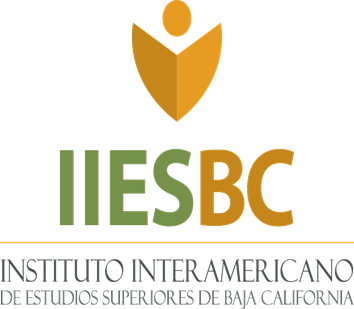 IIESBC
INSTITUTO INTERAMERICANO
DE ESTUDIOS SUPERIORES DE BAJA CALIFORNIA